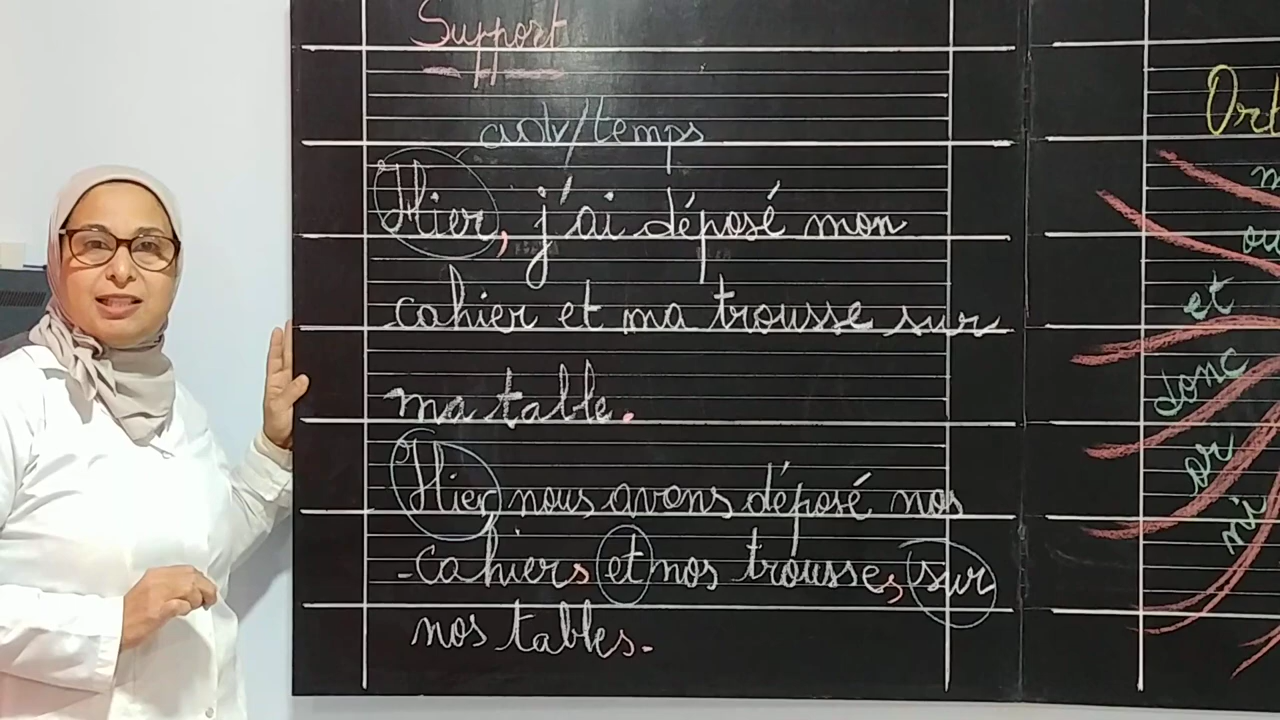 Support
adv/temps
Hier, j'ai déposé mon
cahier et ma trousse sur
ma table.
Hier, nous avons déposé nos
cahiers et nos trousses sur
nos tables.
et
donc
or
ni